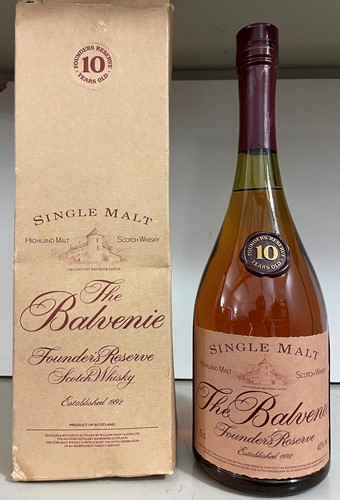 FOUNDERS RESERVE
10
YEARS OLD
SINGLE MALT
HIGHLAND MALT SCOTCH WHISKY
The
Balvenie
Founder's Reserve
Scotch Whisky
Established 1892
PRODUCT OF SCOTLAND
FOUNDERS RESERVE
10
YEARS OLD
SINGLE MALT
HIGHLAND MALT SCOTCH WHISKY
The Balvenie
Founder's Reserve
Established 1892